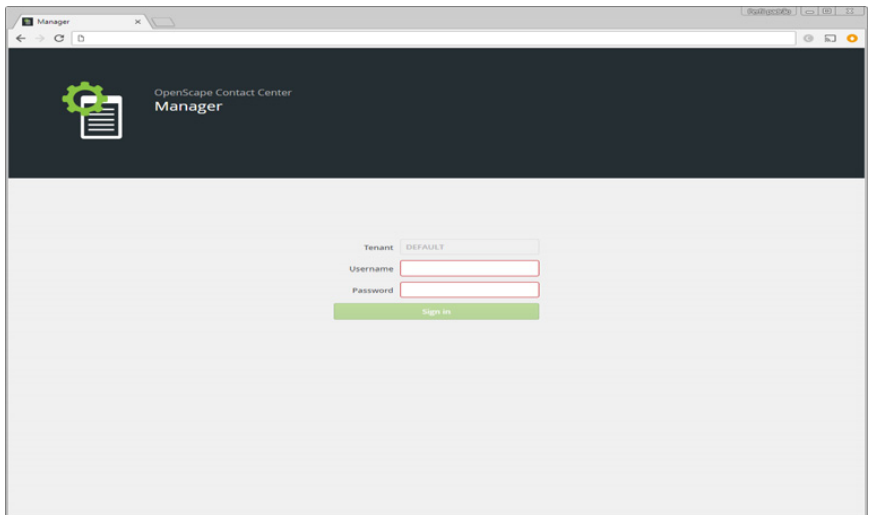 Manager
OpenScape Contact Center
Manager
Tenant DEFAULT
Username
Password
Sign in